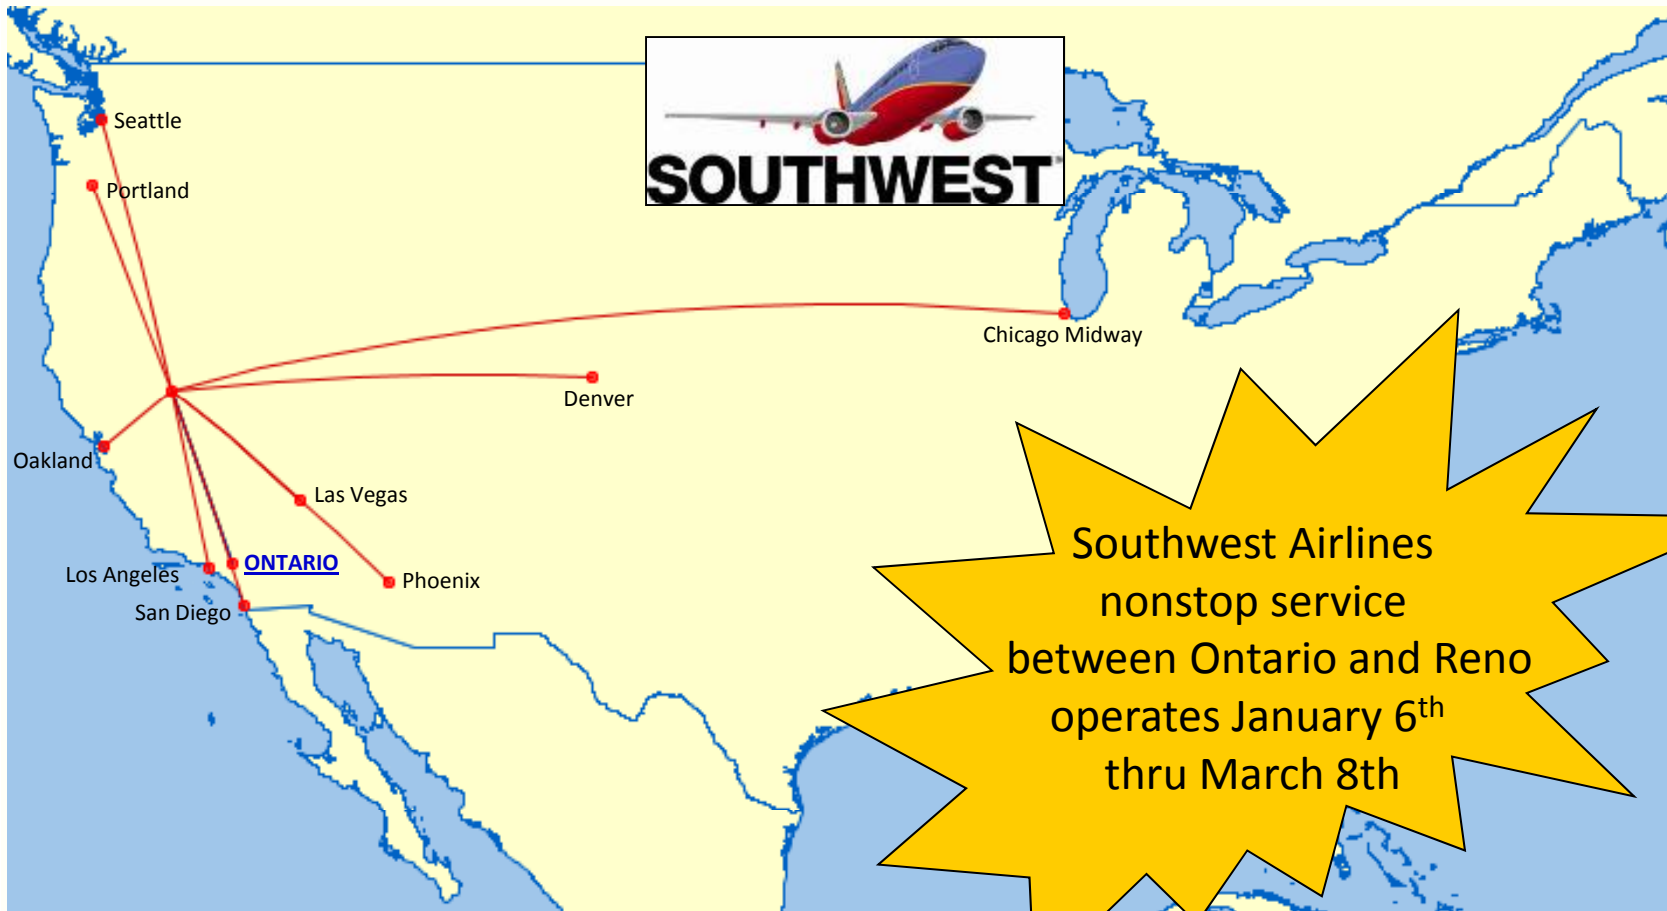 SOUTHWEST
Seattle
Portland
Chicago Midway
Denver
Oakland
Las Vegas
ONTARIO
Los Angeles
Phoenix
San Diego
Southwest Airlines
nonstop service
between Ontario and Reno
operates January 6th
thru March 8th